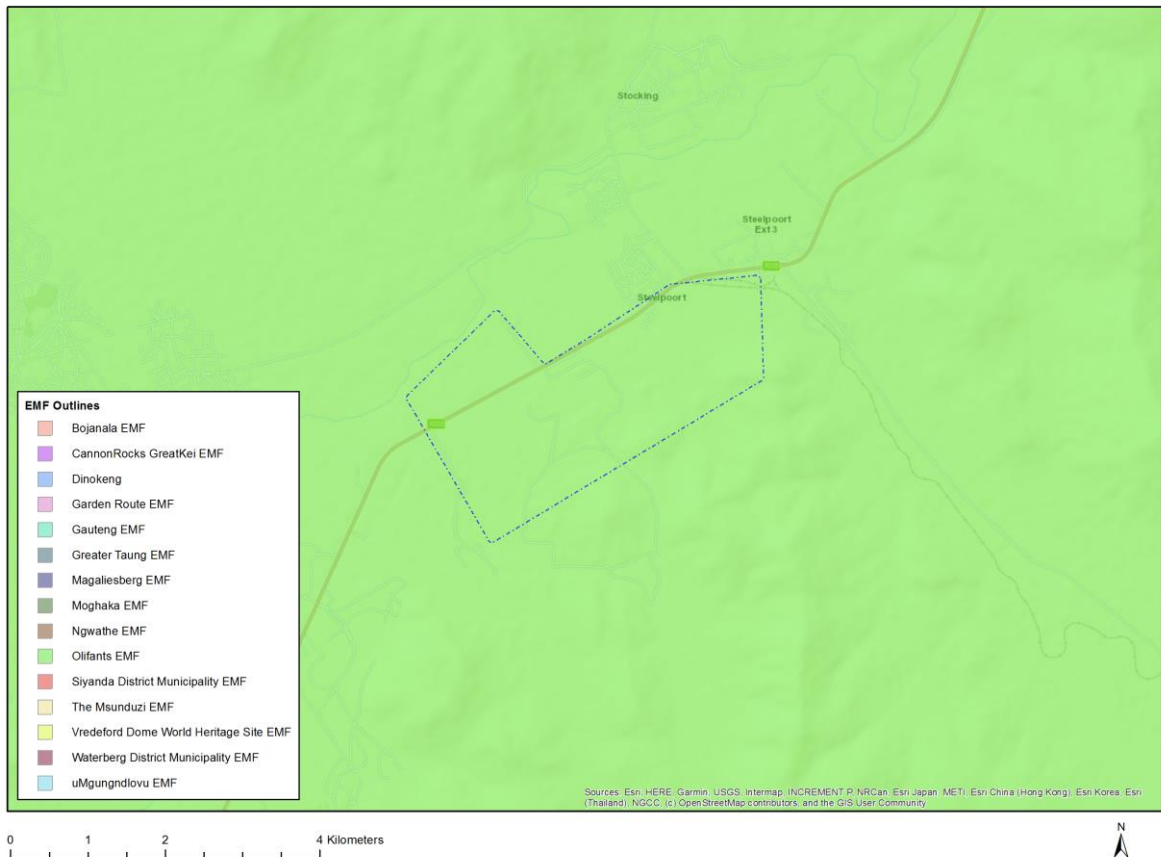 Stocking
Steelpoort
Ext 3
Steelpoort
EMF Outlines
Bojanala EMF
CannonRocks GreatKei EMF
Dinokeng
Garden Route EMF
Gauteng EMF
Greater Taung EMF
Magaliesberg EMF
Moghaka EMF
Ngwathe EMF
Olifants EMF
Siyanda District Municipality EMF
The Msunduzi EMF
Vredeford Dome World Heritage Site EMF
Waterberg District Municipality EMF
uMgungndlovu EMF
Sources: Esri, HERE, Garmin, USGS, Intermap, INCREMENT P, NRCan, Esri Japan, METI, Esri China (Hong Kong), Esri Korea, Esri
(Thailand), NGCC, (c) OpenStreetMap contributors, and the GIS User Community
0 1 2 4 Kilometers
N